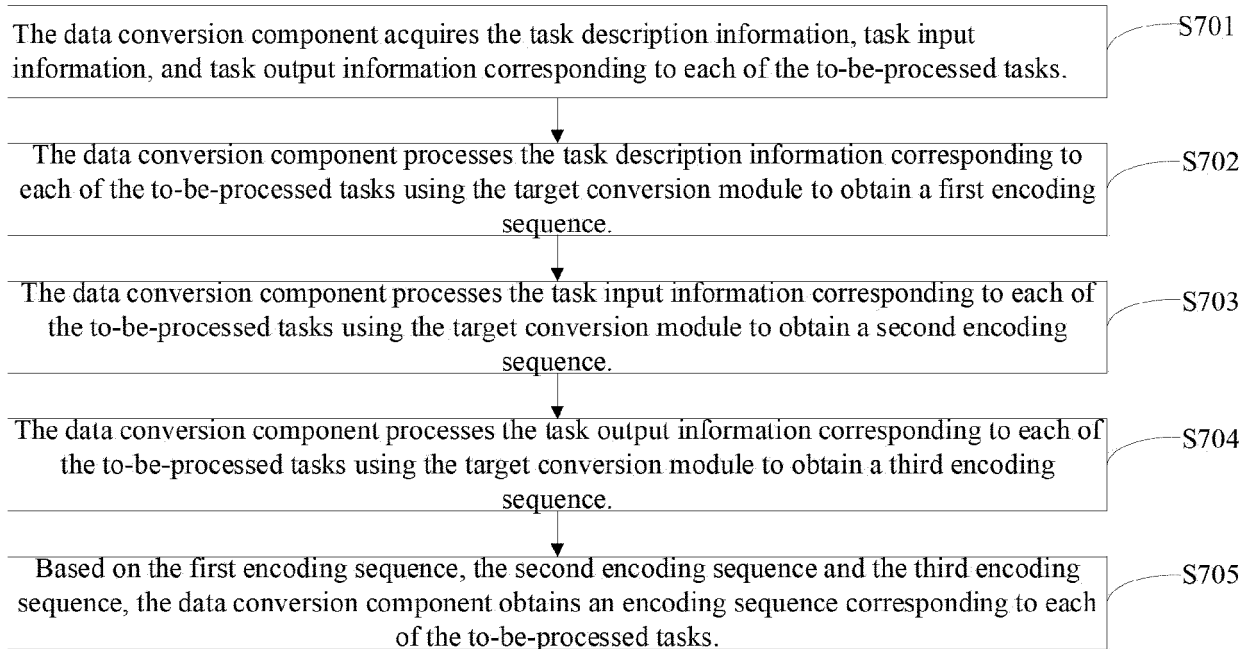 The data conversion component acquires the task description information, task input
information, and task output information corresponding to each of the to-be-processed tasks.
S701
The data conversion component processes the task description information corresponding to
each of the to-be-processed tasks using the target conversion module to obtain a first encoding
sequence.
S702
The data conversion component processes the task input information corresponding to each of
the to-be-processed tasks using the target conversion module to obtain a second encoding
sequence.
S703
The data conversion component processes the task output information corresponding to each of
the to-be-processed tasks using the target conversion module to obtain a third encoding
sequence.
S704
Based on the first encoding sequence, the second encoding sequence and the third encoding
sequence, the data conversion component obtains an encoding sequence corresponding to each
of the to-be-processed tasks.
S705